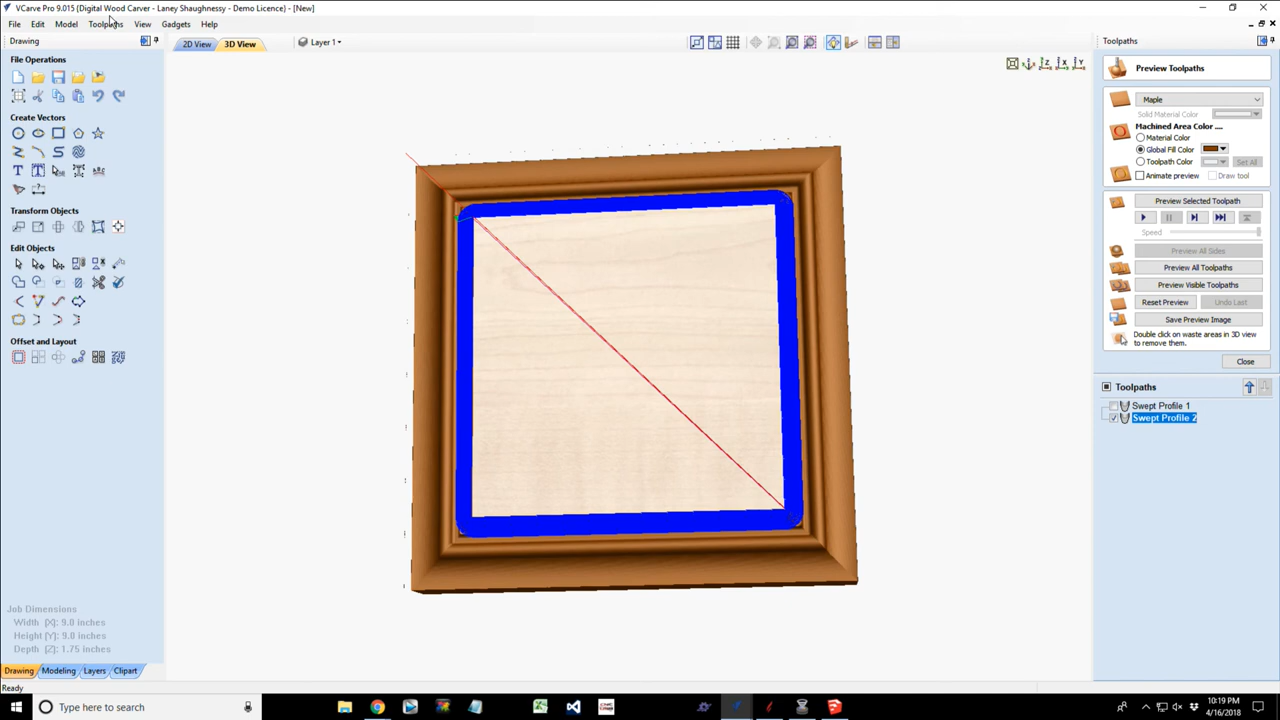 VCarve Pro 9.015 {Digital Wood Carver - Laney Shaughnessy - Demo Licence} - [New]
File Edit Model Toolpaths View Gadgets Help
Drawing
2D View 3D View Layer 1
Toolpaths
File Operations
Create Vectors
Transform Objects
Edit Objects
Offset and Layout
Job Dimensions
Width (X): 9.0 inches
Height (Y): 9.0 inches
Depth (Z): 1.75 inches
Drawing Modeling Layers Clipart
Ready
Z X Y
Preview Toolpaths
Maple
Solid Material Color
Machined Area Color ....
Material Color
Global Fill Color
Toolpath Color Set All
Animate preview Draw tool
Preview Selected Toolpath
Speed
Preview All Sides
Preview All Toolpaths
Preview Visible Toolpaths
Reset Preview Undo Last
Save Preview Image
Double click on waste areas in 3D view
to remove them.
Close
Toolpaths
Swept Profile 1
Swept Profile 2
Type here to search
10:19 PM
4/16/2018